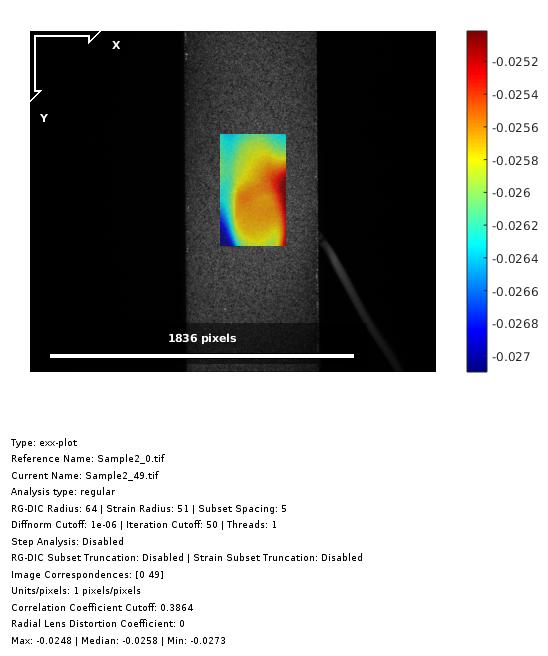 X
Y
1836 pixels
-0.0252
-0.0254
-0.0256
-0.0258
-0.026
-0.0262
-0.0264
-0.0266
-0.0268
-0.027
Type: exx-plot
Reference Name: Sample2_0.tif
Current Name: Sample2_49.tif
Analysis type: regular
RG-DIC Radius: 64 | Strain Radius: 51 | Subset Spacing: 5
Diffnorm Cutoff: 1e-06 | Iteration Cutoff: 50 | Threads: 1
Step Analysis: Disabled
RG-DIC Subset Truncation: Disabled | Strain Subset Truncation: Disabled
Image Correspondences: [0 49]
Units/pixels: 1 pixels/pixels
Correlation Coefficient Cutoff: 0.3864
Radial Lens Distortion Coefficient: 0
Max: -0.0248 | Median: -0.0258 | Min: -0.0273